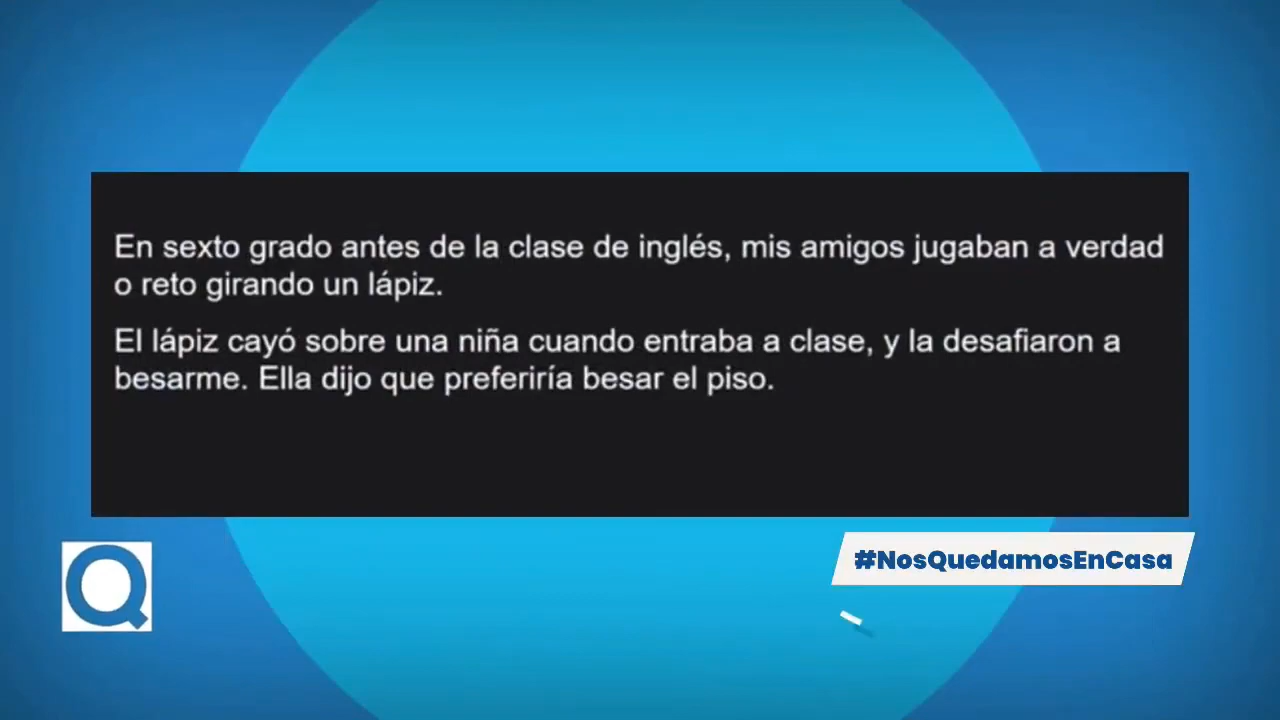 En sexto grado antes de la clase de inglés, mis amigos jugaban a verdad
o reto girando un lápiz.
El lápiz cayó sobre una niña cuando entraba a clase, y la desafiaron a
besarme. Ella dijo que preferiría besar el piso.
Q
#NosQuedamosEnCasa